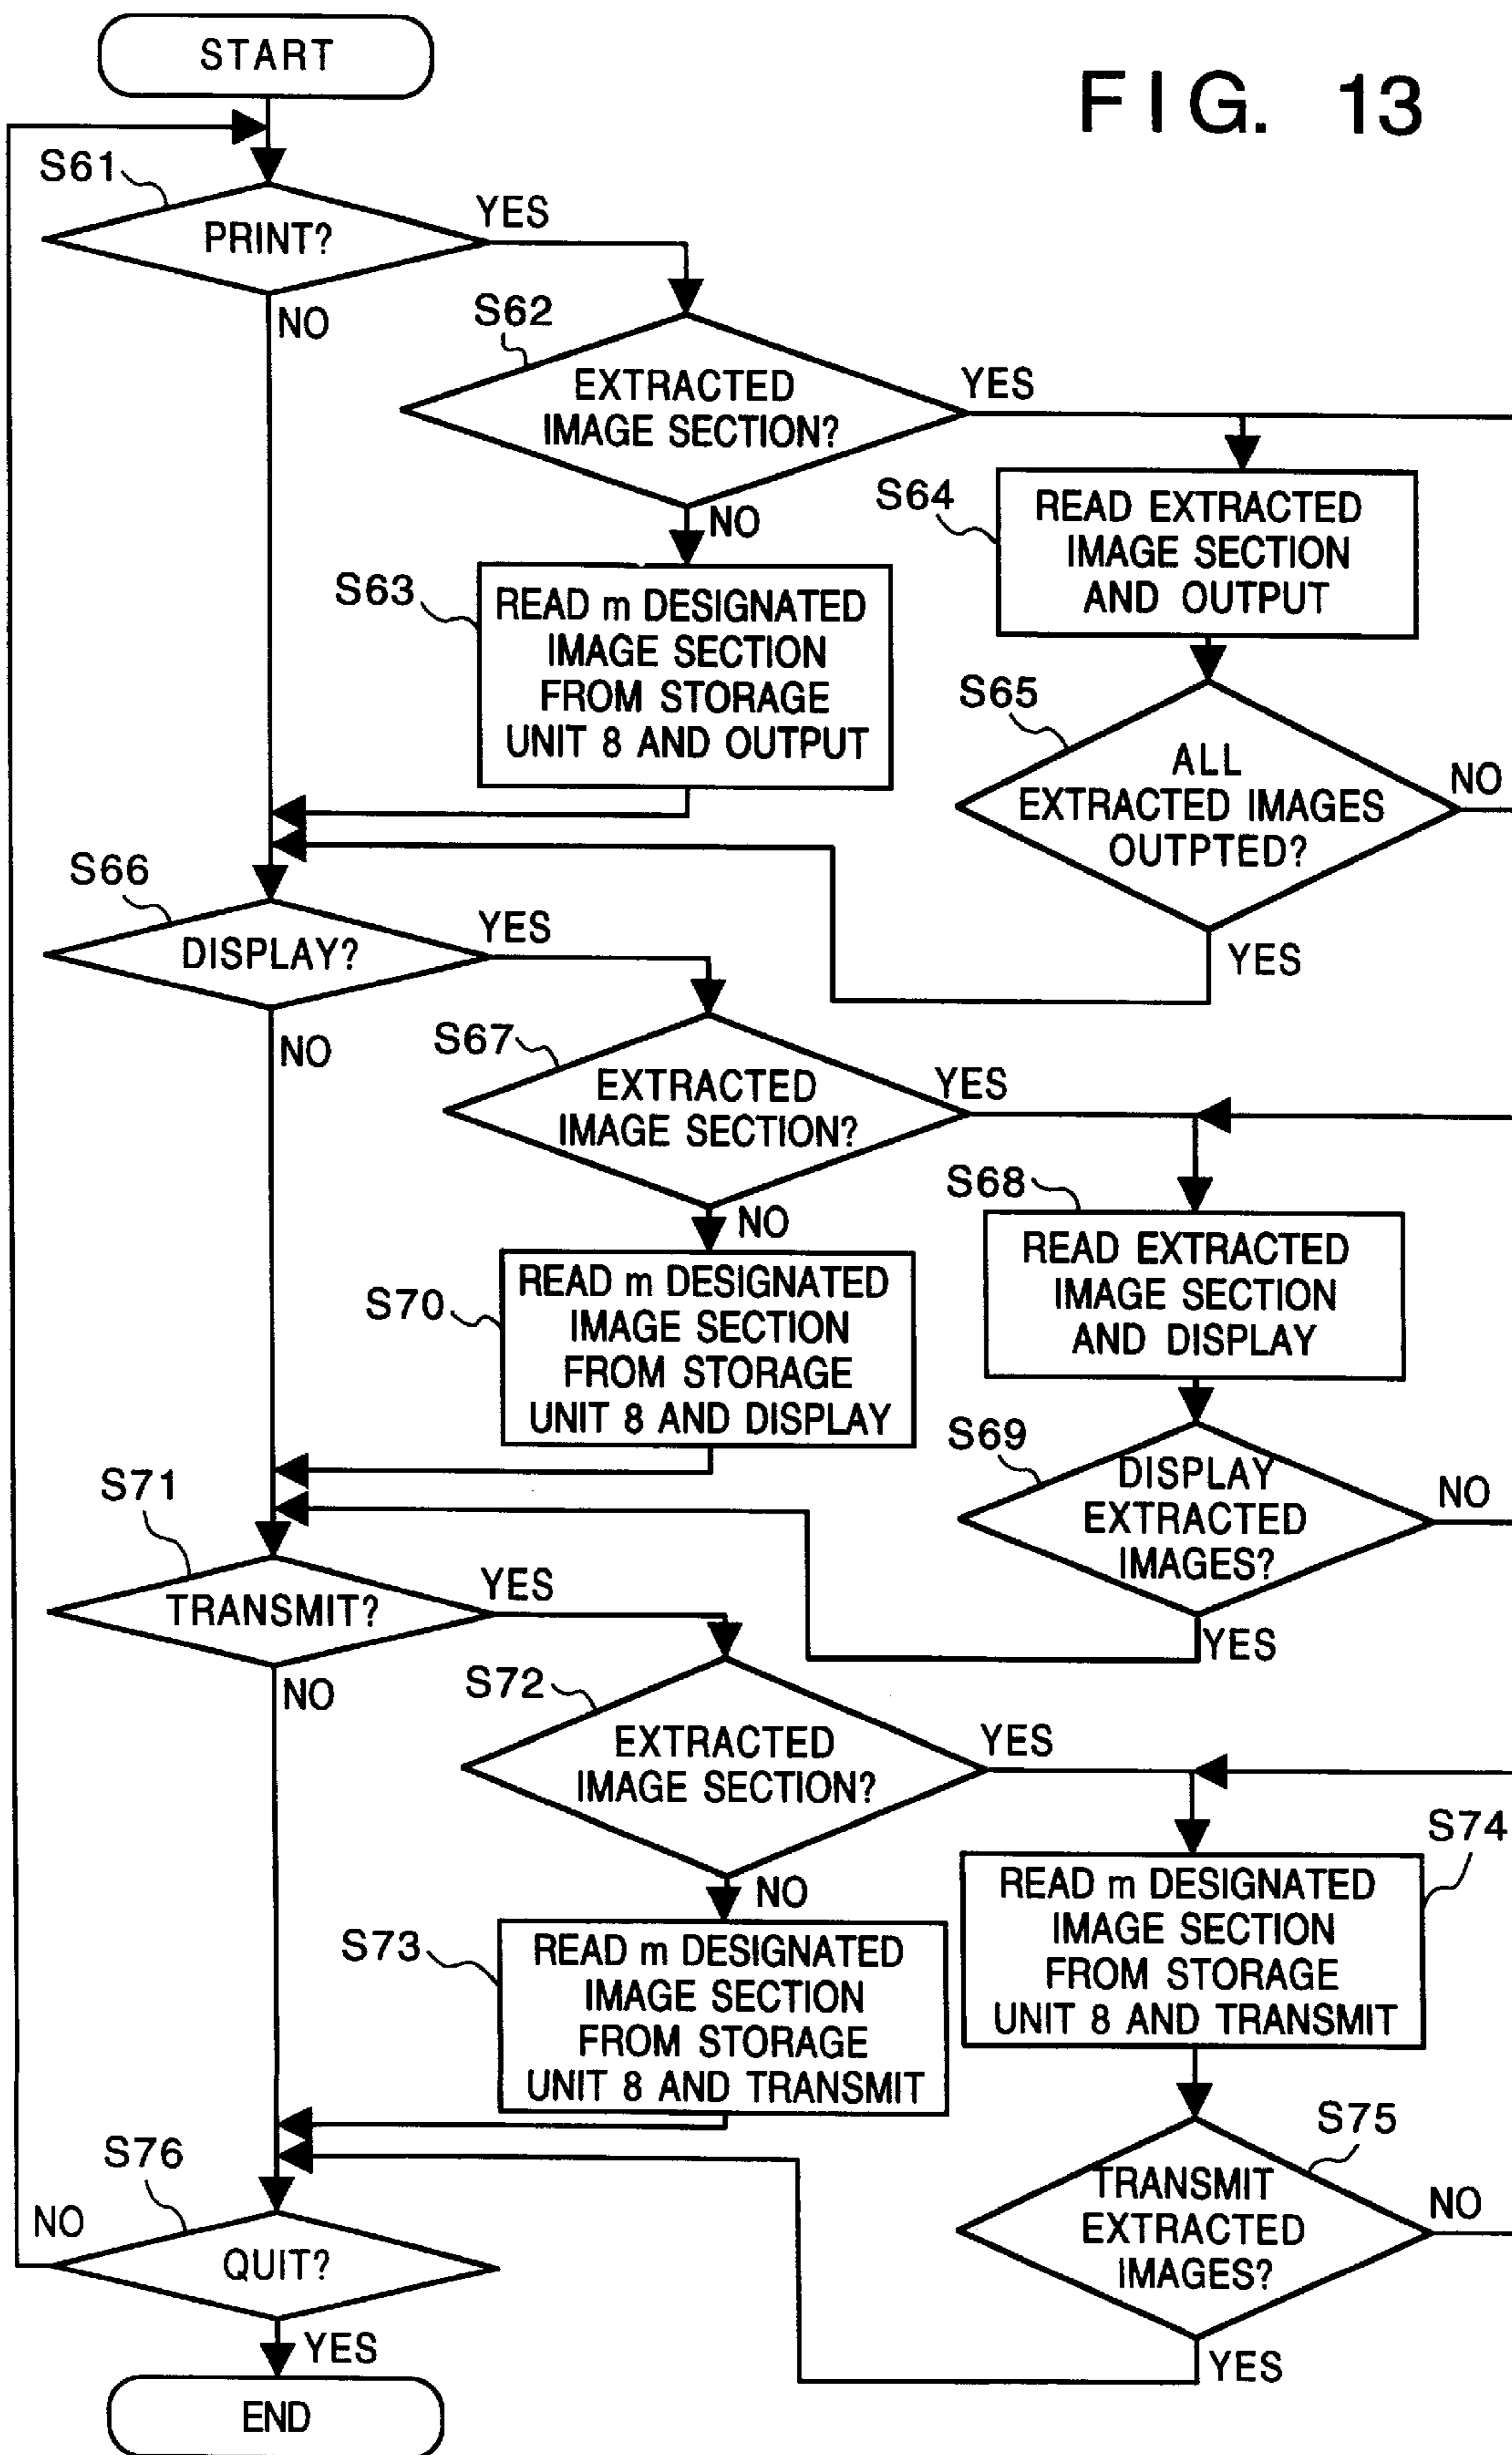 START
FIG. 13
S61
PRINT?
YES
NO
S62
EXTRACTED
IMAGE SECTION?
YES
NO
S63
READ m DESIGNATED
IMAGE SECTION
FROM STORAGE
UNIT 8 AND OUTPUT
S64
READ EXTRACTED
IMAGE SECTION
AND OUTPUT
S65
ALL
EXTRACTED IMAGES
OUTPTED?
NO
YES
S66
DISPLAY?
YES
NO
S67
EXTRACTED
IMAGE SECTION?
YES
NO
S68
READ EXTRACTED
IMAGE SECTION
AND DISPLAY
S70
READ m DESIGNATED
IMAGE SECTION
FROM STORAGE
UNIT 8 AND DISPLAY
S69
DISPLAY
EXTRACTED
IMAGES?
NO
YES
S71
TRANSMIT?
YES
NO
S72
EXTRACTED
IMAGE SECTION?
YES
NO
S73
READ m DESIGNATED
IMAGE SECTION
FROM STORAGE
UNIT 8 AND TRANSMIT
S74
READ m DESIGNATED
IMAGE SECTION
FROM STORAGE
UNIT 8 AND TRANSMIT
S75
TRANSMIT
EXTRACTED
IMAGES?
NO
YES
S76
NO
QUIT?
YES
END